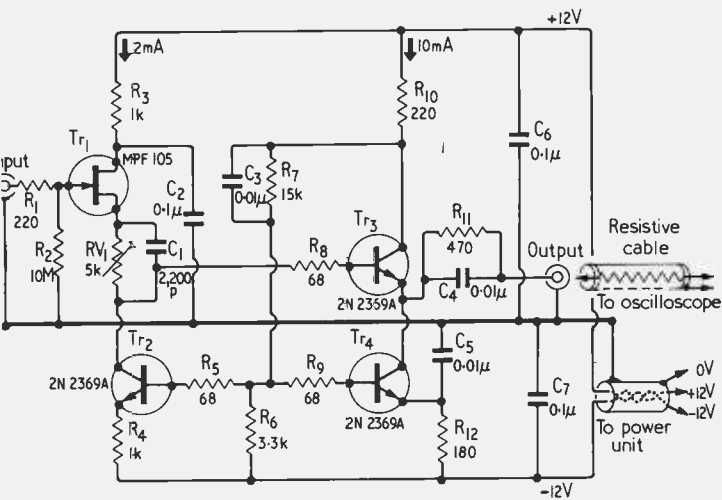 +12V
2mA
10mA
R3
1k
R10
220
Tr1
MPF 105
C6
0·1μ
nput
C3
0·01μ
R7
15k
C2
0·1μ
R1
220
Tr3
R11
470
Resistive
cable
R2
10M
RV1
5k
C1
2,200
p
R8
68
Output
C4
0·01μ
2N 2369A
To oscilloscope
Tr2
Tr4
C5
0·01μ
2N 2369A
R5
68
R9
68
C7
0·1μ
0V
+12V
-12V
R6
3·3k
2N 2369A
To power
unit
R4
1k
R12
180
-12V